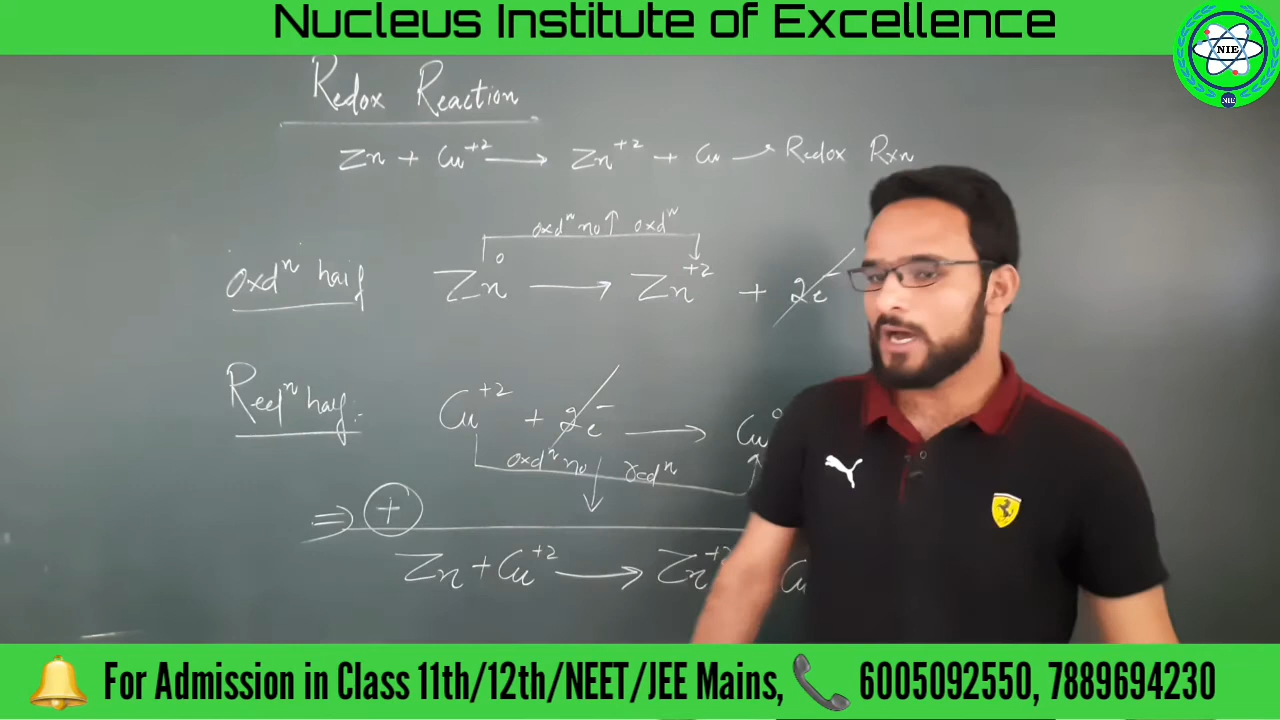 Nucleus Institute of Excellence
NIE
NIE
Redox Reaction
Zn + Cu⁺² → Zn⁺² + Cu → Redox Rxn
oxdⁿ no ↑ oxdⁿ
oxdⁿ half Zn⁰ → Zn⁺² + 2e⁻
Redⁿ half:- Cu⁺² + 2e⁻ → Cu⁰
oxdⁿ no ↓ redⁿ
⇒ +
Zn + Cu⁺² → Zn⁺² Cu
For Admission in Class 11th/12th/NEET/JEE Mains, 6005092550, 7889694230